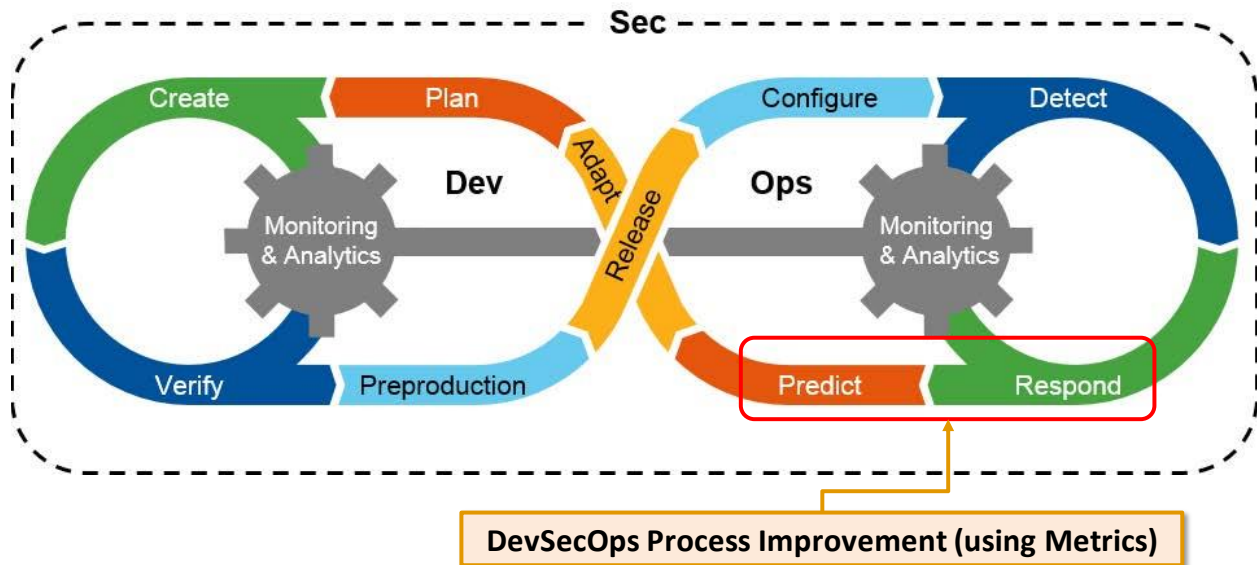 Sec
Create
Plan
Configure
Detect
Adapt
Dev
Release
Ops
Monitoring
& Analytics
Monitoring
& Analytics
Verify
Preproduction
Predict
Respond
DevSecOps Process Improvement (using Metrics)